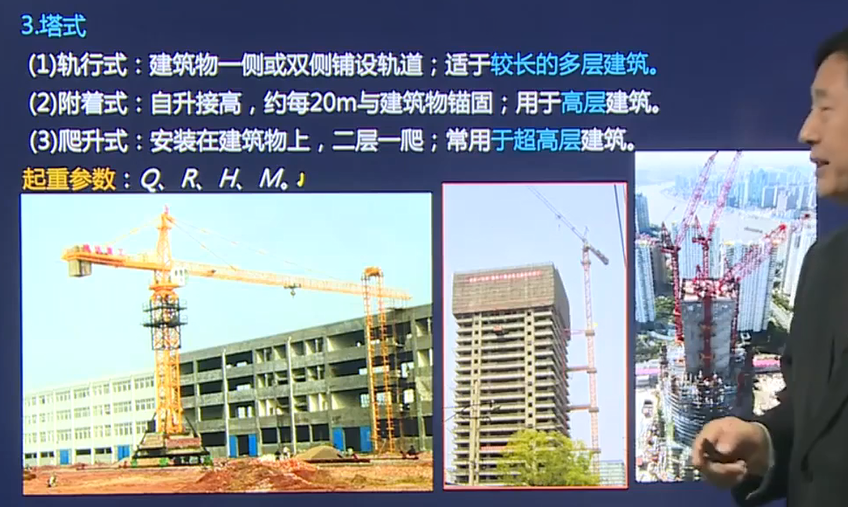 3.塔式
(1)轨行式：建筑物一侧或双侧铺设轨道；适于较长的多层建筑。
(2)附着式：自升接高，约每20m与建筑物锚固；用于高层建筑。
(3)爬升式：安装在建筑物上，二层一爬；常用于超高层建筑。
起重参数：Q、R、H、M。